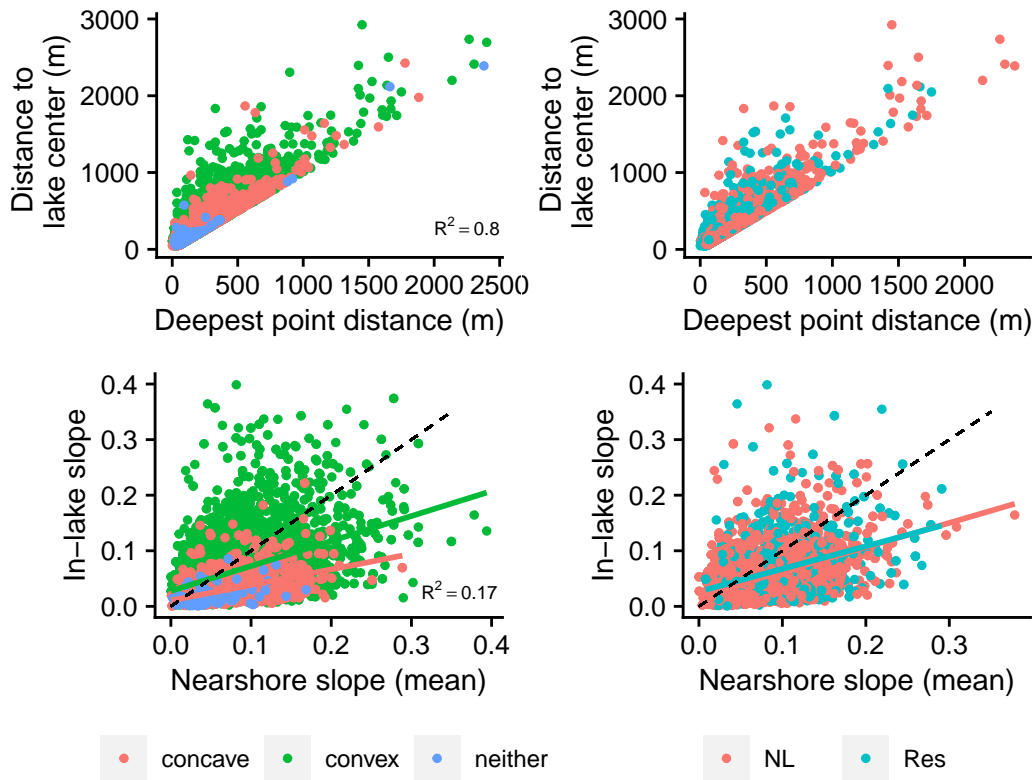 Distance to
lake center (m)
3000
2000
1000
0
R² = 0.8
0 500 1000 1500 2000 2500
Deepest point distance (m)
Distance to
lake center (m)
3000
2000
1000
0
0 500 1000 1500 2000
Deepest point distance (m)
In−lake slope
0.4
0.3
0.2
0.1
0.0
R² = 0.17
0.0 0.1 0.2 0.3 0.4
Nearshore slope (mean)
In−lake slope
0.4
0.3
0.2
0.1
0.0
0.0 0.1 0.2 0.3
Nearshore slope (mean)
concave convex neither
NL Res